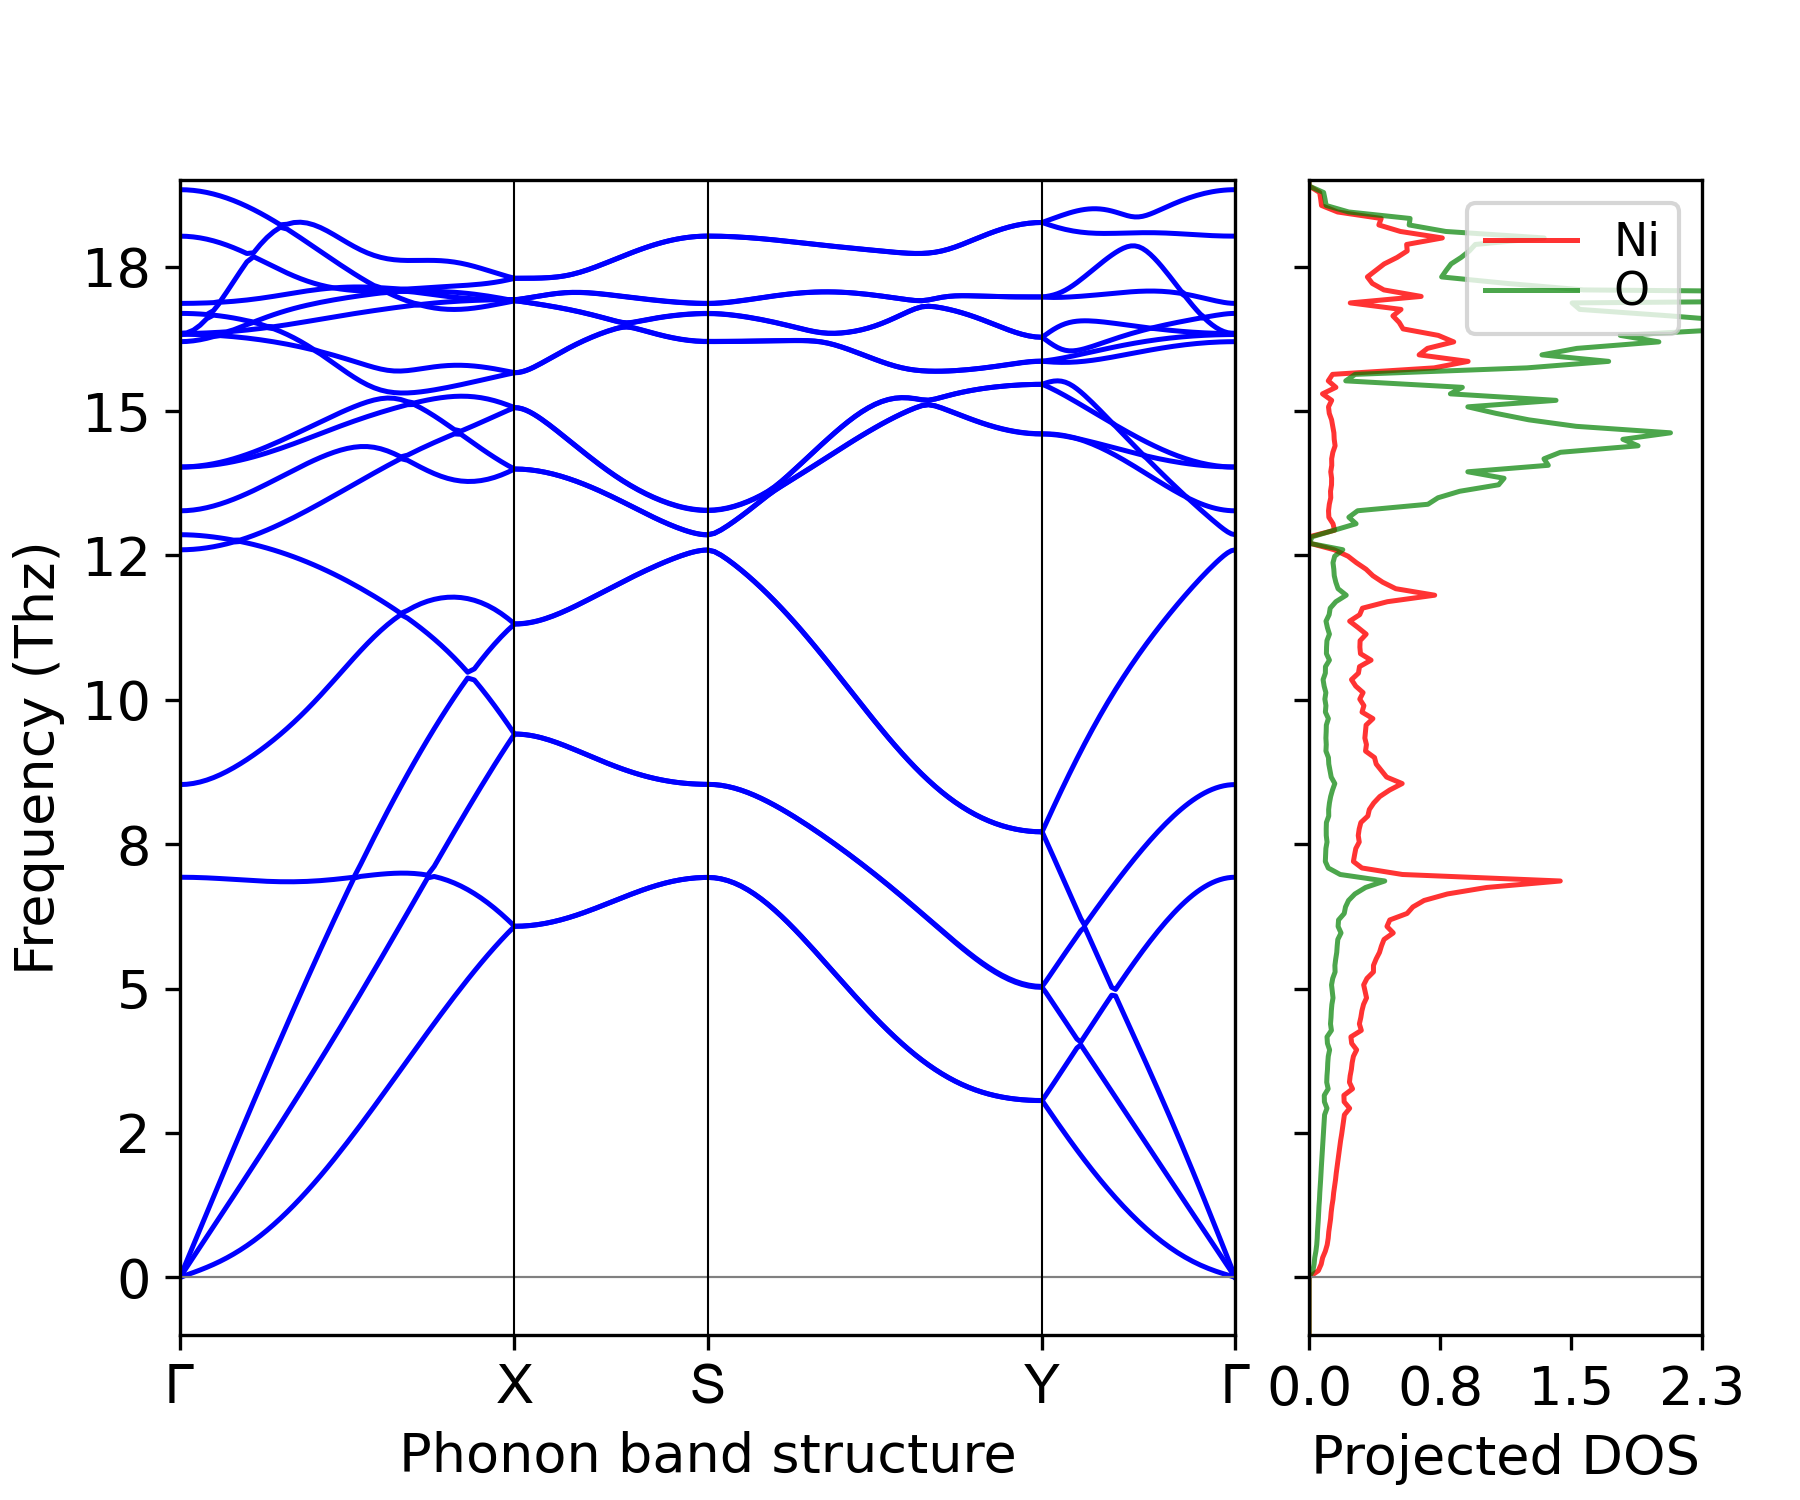 Frequency (Thz)
18
15
12
10
8
5
2
0
Γ X S Y Γ
Phonon band structure
Ni
O
0.0 0.8 1.5 2.3
Projected DOS